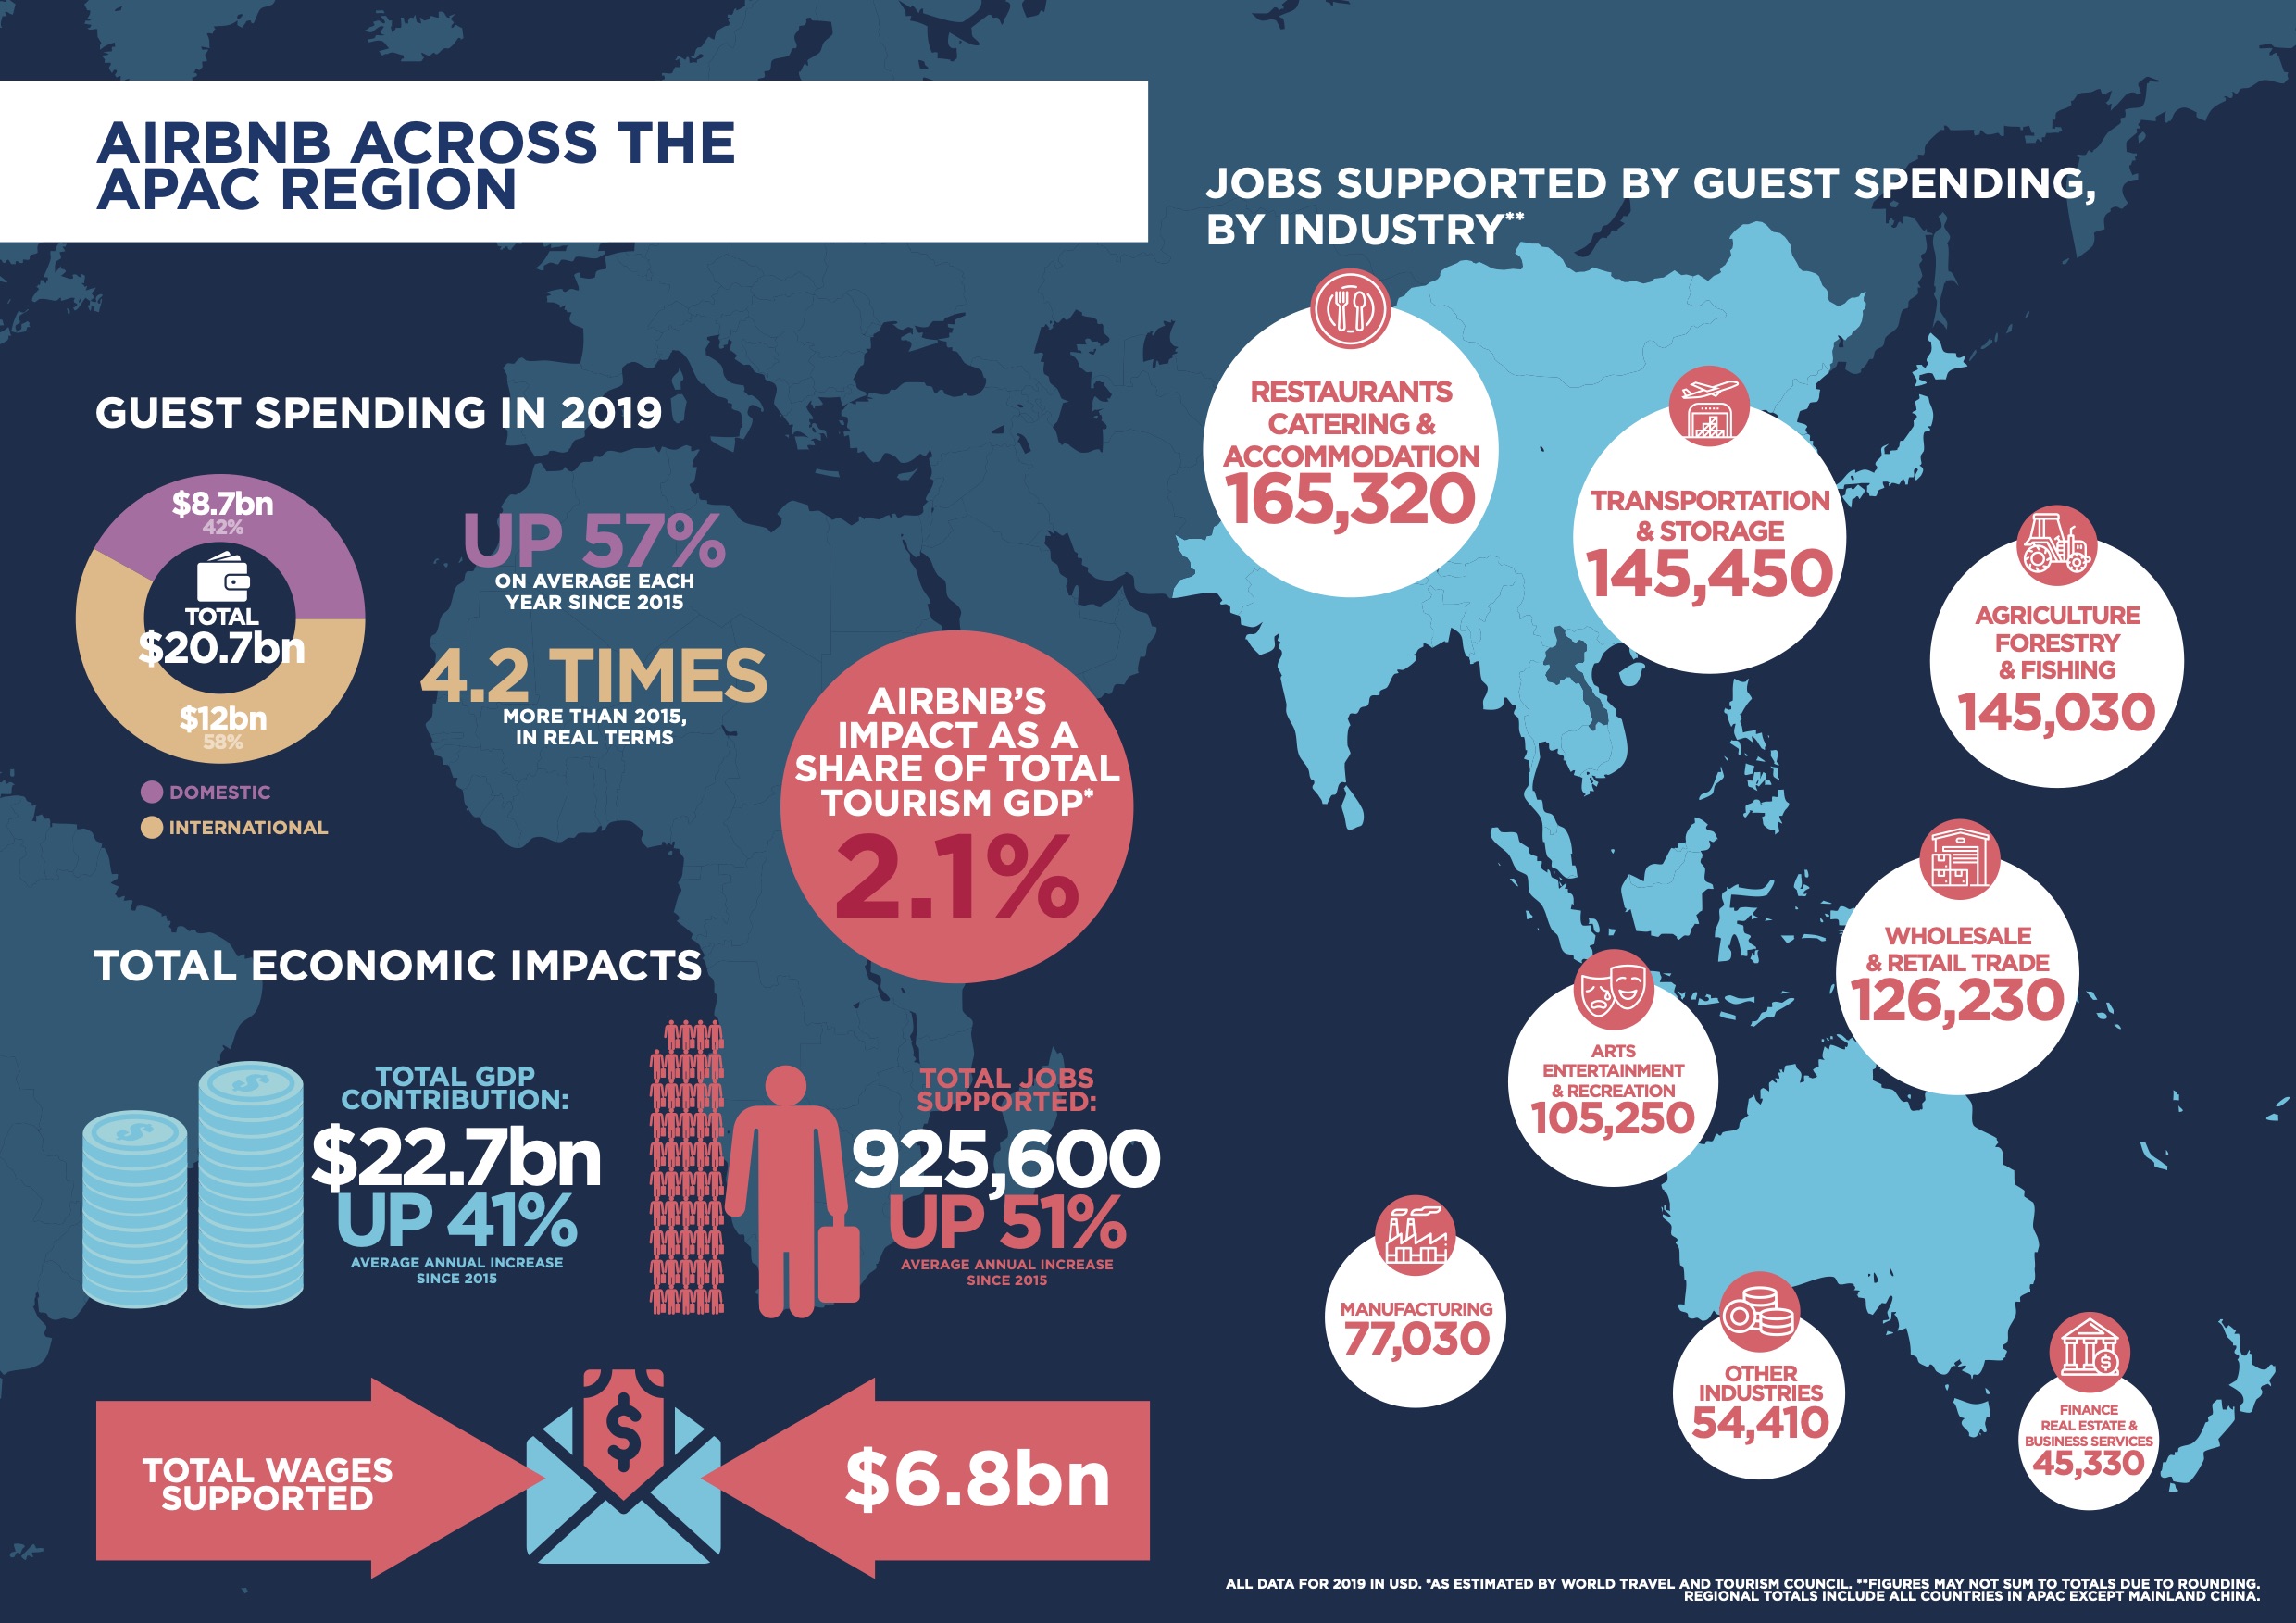 AIRBNB ACROSS THE
APAC REGION
GUEST SPENDING IN 2019
$8.7bn
42%
TOTAL
$20.7bn
$12bn
58%
DOMESTIC
INTERNATIONAL
UP 57%
ON AVERAGE EACH
YEAR SINCE 2015
4.2 TIMES
MORE THAN 2015,
IN REAL TERMS
AIRBNB’S
IMPACT AS A
SHARE OF TOTAL
TOURISM GDP*
2.1%
TOTAL ECONOMIC IMPACTS
TOTAL GDP
CONTRIBUTION:
$22.7bn
UP 41%
AVERAGE ANNUAL INCREASE
SINCE 2015
TOTAL JOBS
SUPPORTED:
925,600
UP 51%
AVERAGE ANNUAL INCREASE
SINCE 2015
TOTAL WAGES
SUPPORTED
$
$6.8bn
JOBS SUPPORTED BY GUEST SPENDING,
BY INDUSTRY**
RESTAURANTS
CATERING &
ACCOMMODATION
165,320
TRANSPORTATION
& STORAGE
145,450
AGRICULTURE
FORESTRY
& FISHING
145,030
WHOLESALE
& RETAIL TRADE
126,230
ARTS
ENTERTAINMENT
& RECREATION
105,250
MANUFACTURING
77,030
OTHER
INDUSTRIES
54,410
FINANCE
REAL ESTATE &
BUSINESS SERVICES
45,330
ALL DATA FOR 2019 IN USD. *AS ESTIMATED BY WORLD TRAVEL AND TOURISM COUNCIL. **FIGURES MAY NOT SUM TO TOTALS DUE TO ROUNDING.
REGIONAL TOTALS INCLUDE ALL COUNTRIES IN APAC EXCEPT MAINLAND CHINA.